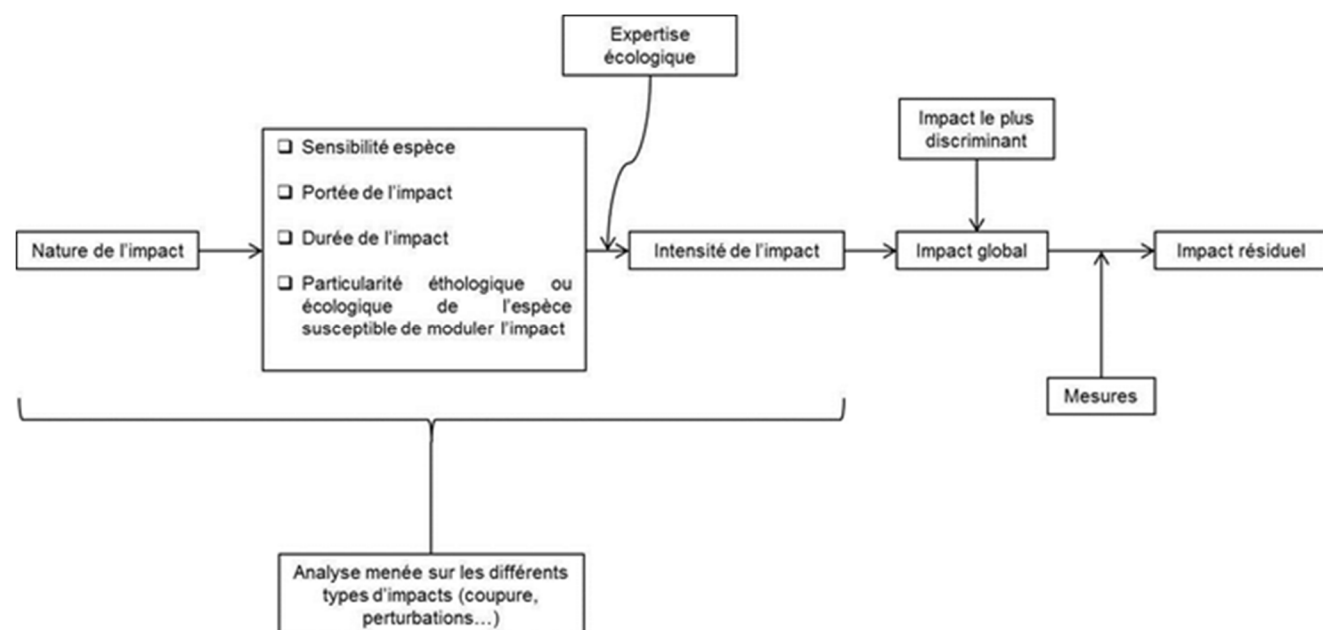 Expertise
écologique
Impact le plus
discriminant
❑ Sensibilité espèce
❑ Portée de l'impact
❑ Durée de l'impact
❑ Particularité éthologique ou
écologique de l'espèce
susceptible de moduler l'impact
Nature de l'impact
Intensité de l'impact
Impact global
Impact résiduel
Mesures
Analyse menée sur les différents
types d'impacts (coupure,
perturbations…)